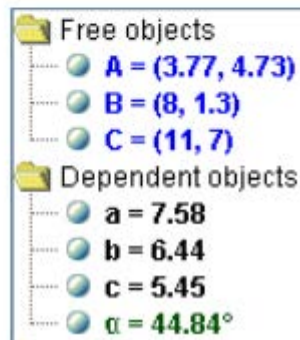 Free objects
A = (3.77, 4.73)
B = (8, 1.3)
C = (11, 7)
Dependent objects
a = 7.58
b = 6.44
c = 5.45
α = 44.84°